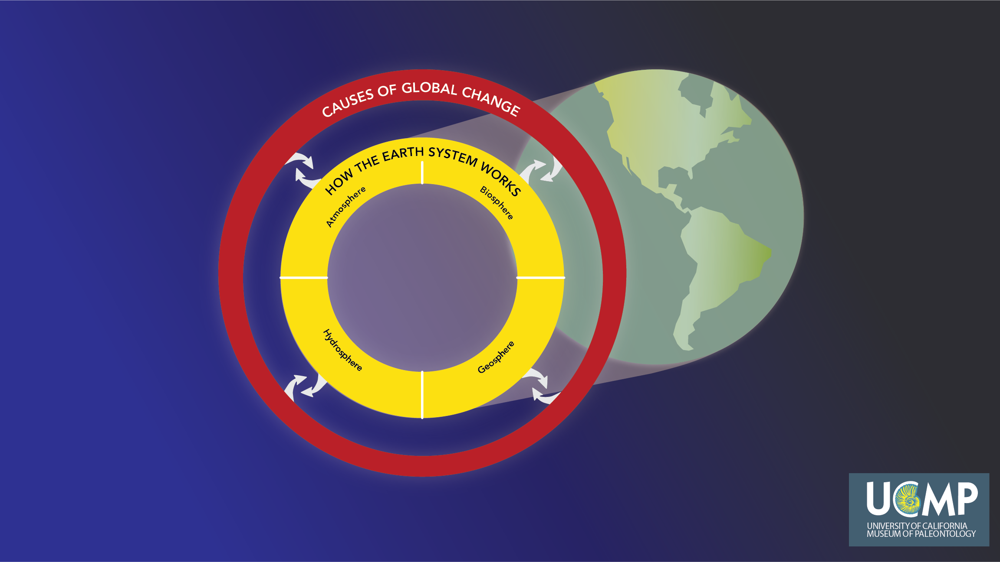 CAUSES OF GLOBAL CHANGE
HOW THE EARTH SYSTEM WORKS
Atmosphere
Biosphere
Hydrosphere
Geosphere
UCMP
UNIVERSITY OF CALIFORNIA
MUSEUM OF PALEONTOLOGY